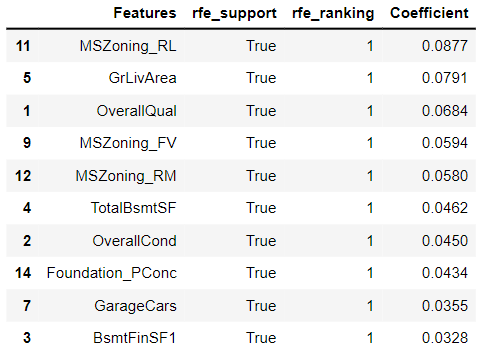 Features rfe_support rfe_ranking Coefficient
11 MSZoning_RL True 1 0.0877
5 GrLivArea True 1 0.0791
1 OverallQual True 1 0.0684
9 MSZoning_FV True 1 0.0594
12 MSZoning_RM True 1 0.0580
4 TotalBsmtSF True 1 0.0462
2 OverallCond True 1 0.0450
14 Foundation_PConc True 1 0.0434
7 GarageCars True 1 0.0355
3 BsmtFinSF1 True 1 0.0328